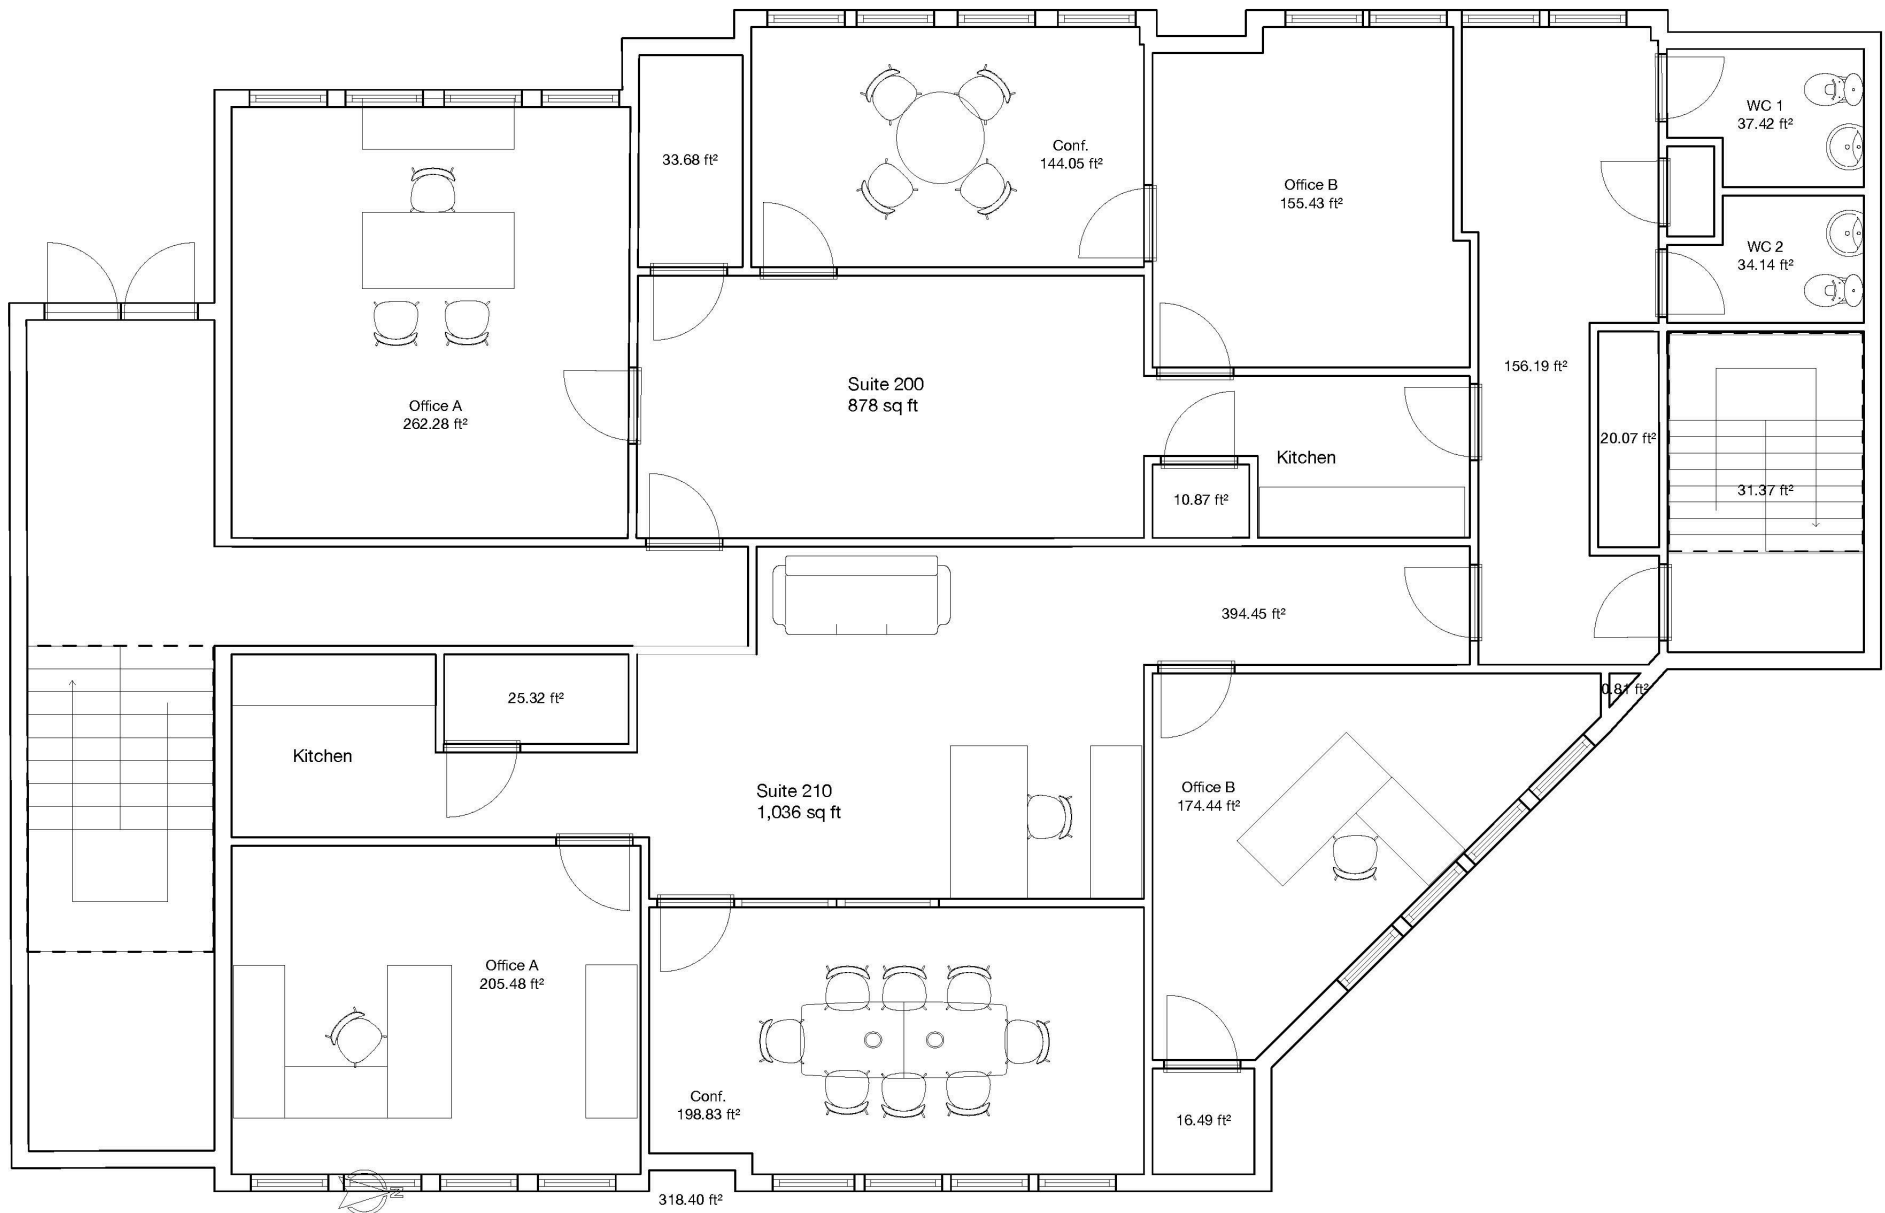 WC 1
37.42 ft²
33.68 ft²
Conf.
144.05 ft²
Office B
155.43 ft²
WC 2
34.14 ft²
156.19 ft²
Suite 200
878 sq ft
Office A
262.28 ft²
20.07 ft²
Kitchen
31.37 ft²
10.87 ft²
394.45 ft²
25.32 ft²
0.81 ft²
Kitchen
Suite 210
1,036 sq ft
Office B
174.44 ft²
Office A
205.48 ft²
Conf.
198.83 ft²
16.49 ft²
N
318.40 ft²